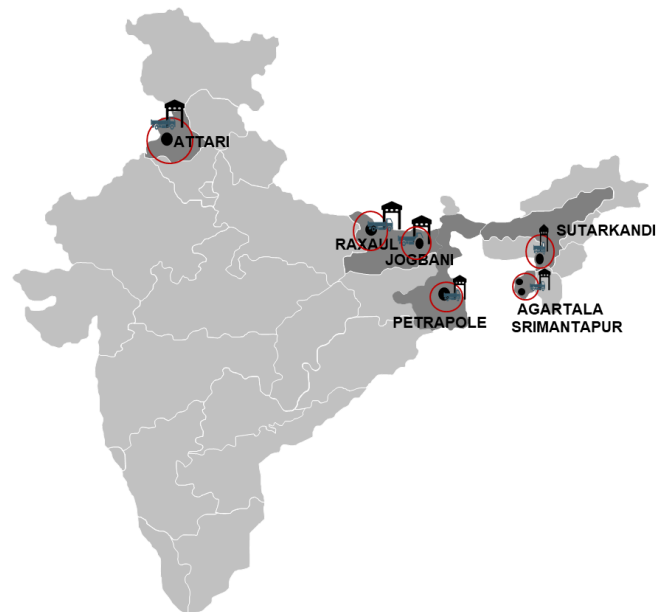 ATTARI
SUTARKANDI
RAXAUL
JOGBANI
PETRAPOLE
AGARTALA
SRIMANTAPUR